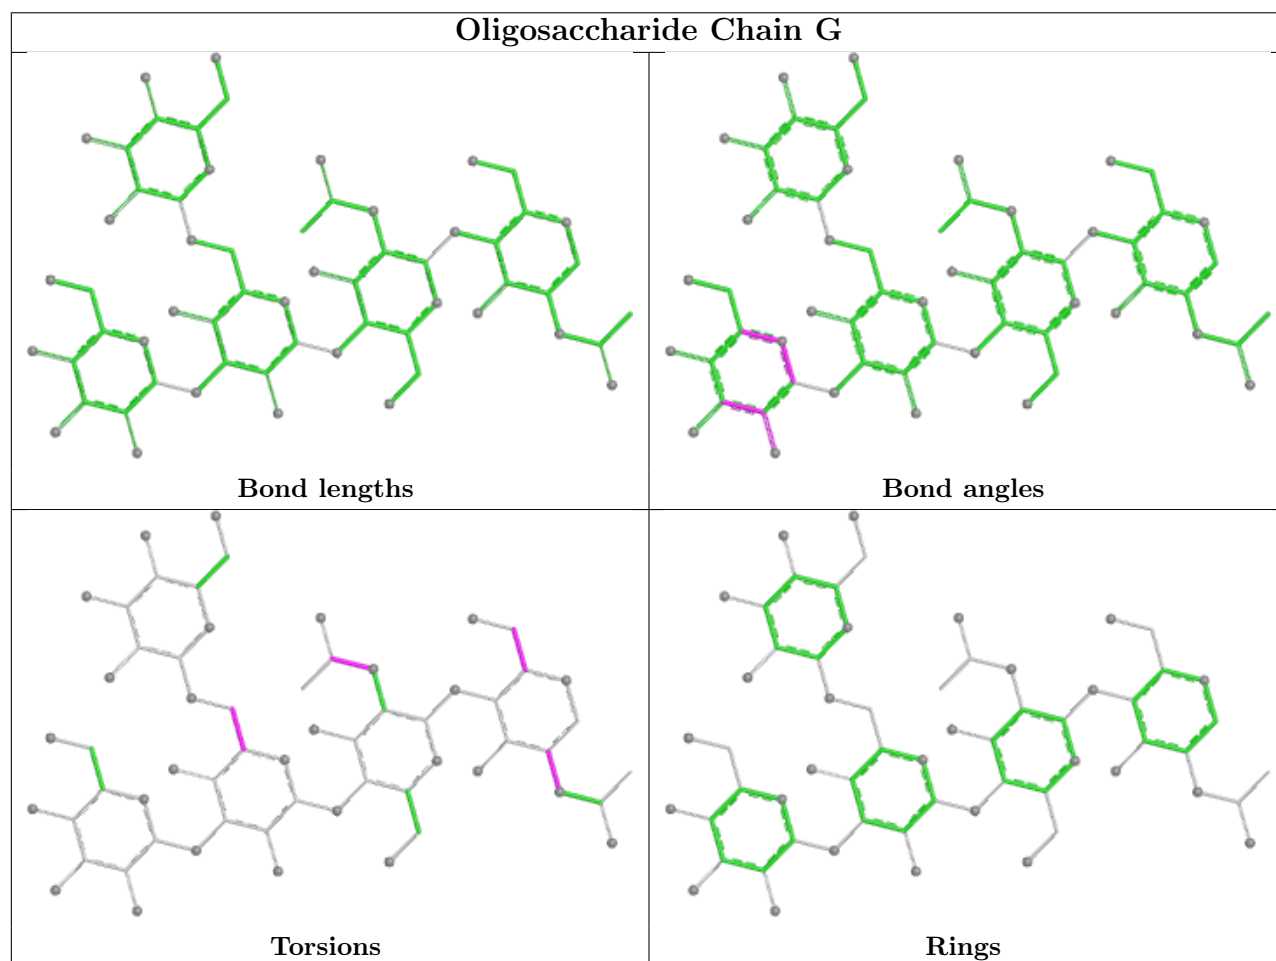 Oligosaccharide Chain G
Bond lengths
Bond angles
Torsions
Rings